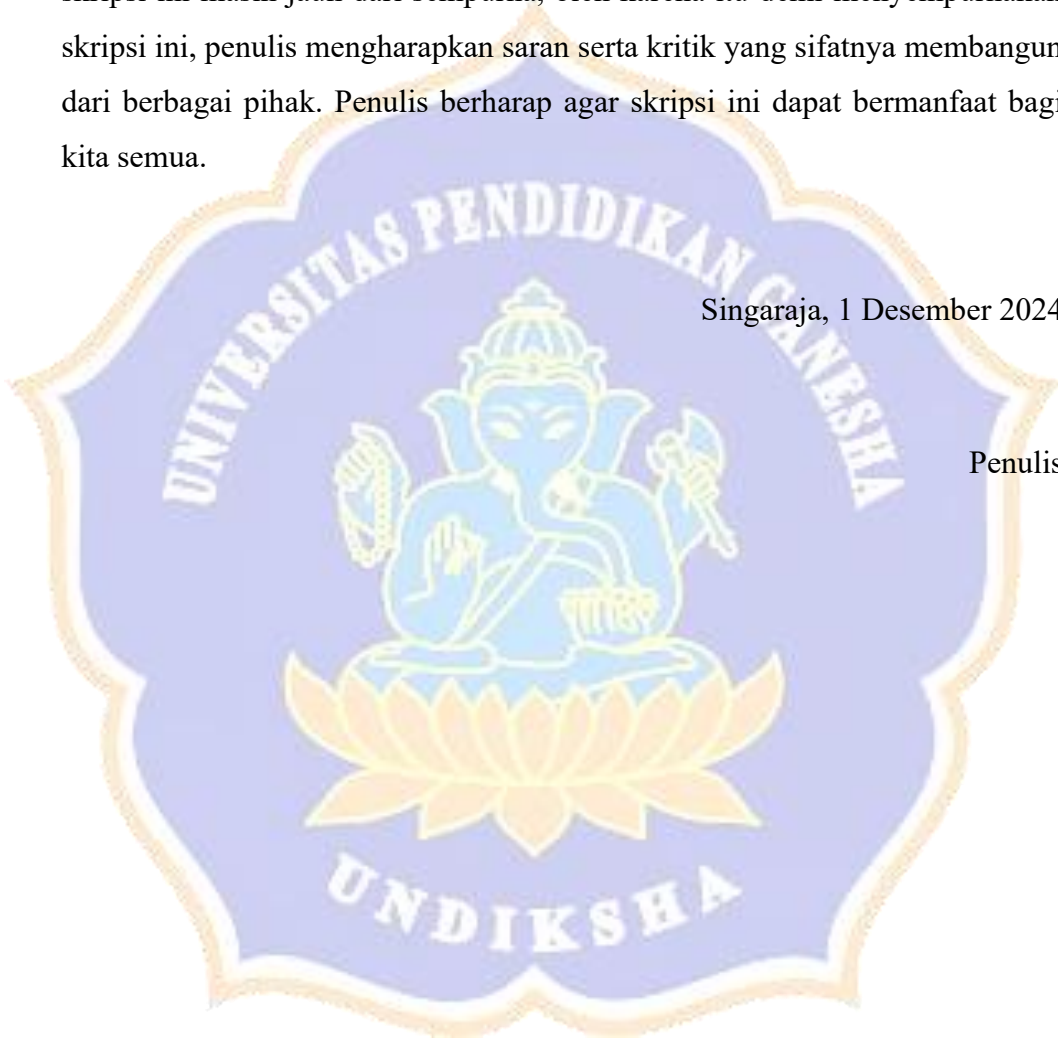 skripsi ini, penulis mengharapkan saran serta kritik yang sifatnya membangun
dari berbagai pihak. Penulis berharap agar skripsi ini dapat bermanfaat bagi
kita semua.
UNIVERSITAS PENDIDIKAN GANESHA
Singaraja, 1 Desember 2024
Penulis
UNDIKSHA